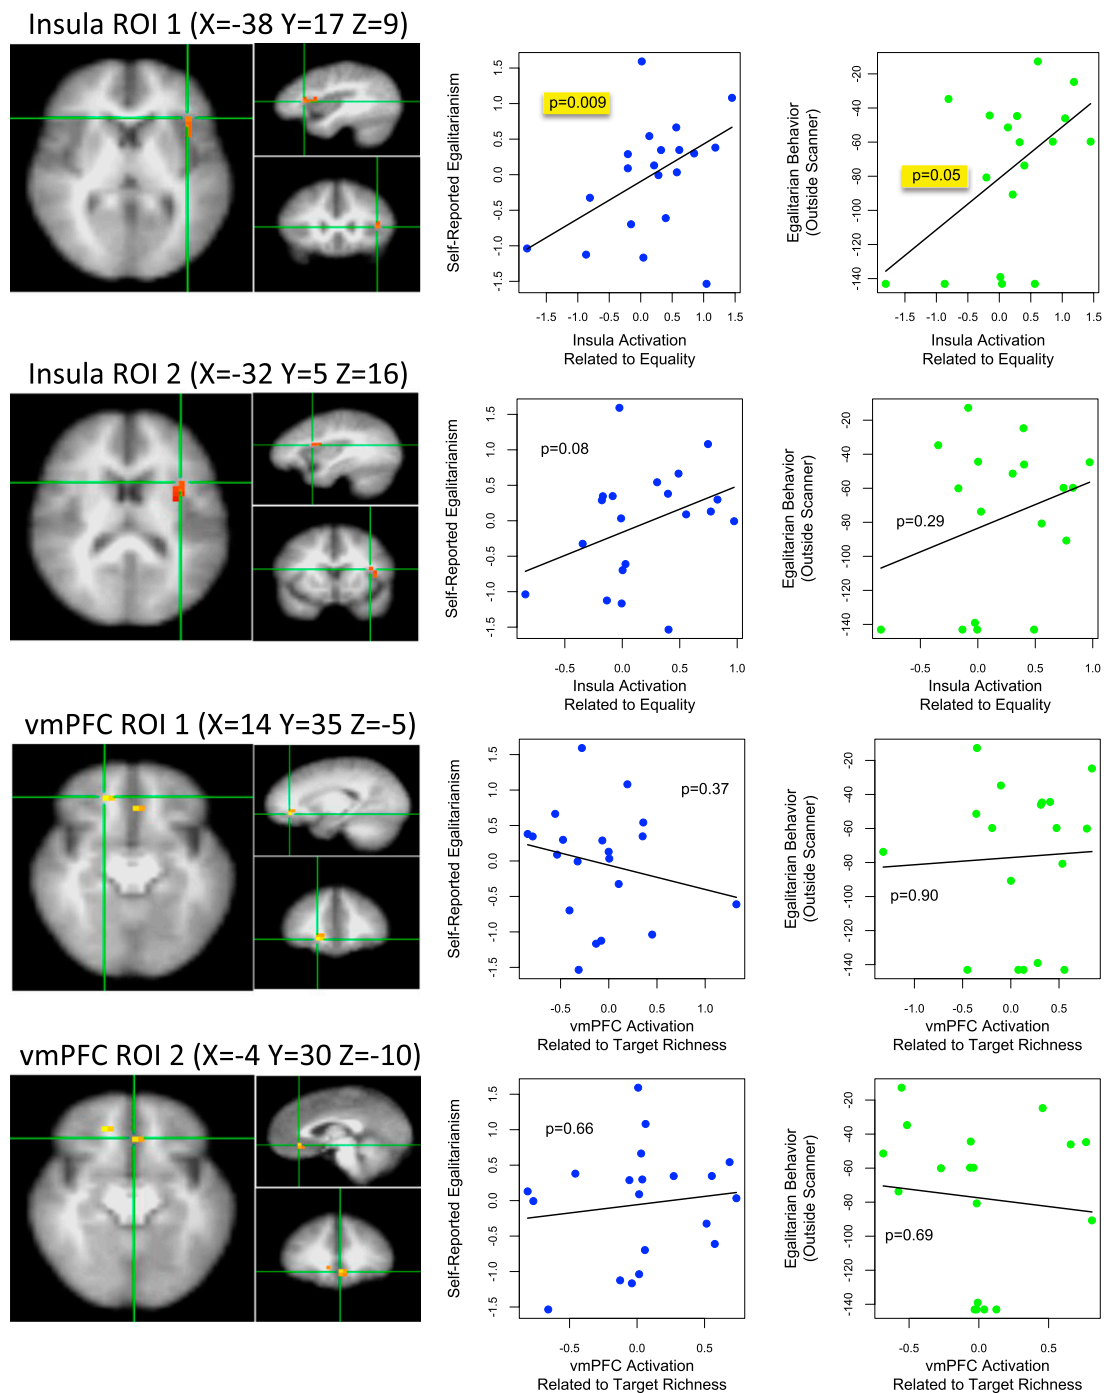 Insula ROI 1 (X=-38 Y=17 Z=9)
Self-Reported Egalitarianism
1.5
1.0
0.5
0.0
-0.5
-1.0
-1.5
p=0.009
-1.5 -1.0 -0.5 0.0 0.5 1.0 1.5
Insula Activation
Related to Equality
Egalitarian Behavior
(Outside Scanner)
-20
-40
-60
-80
-100
-120
-140
p=0.05
-1.5 -1.0 -0.5 0.0 0.5 1.0 1.5
Insula Activation
Related to Equality
Insula ROI 2 (X=-32 Y=5 Z=16)
Self-Reported Egalitarianism
1.5
1.0
0.5
0.0
-0.5
-1.0
-1.5
p=0.08
-0.5 0.0 0.5 1.0
Insula Activation
Related to Equality
Egalitarian Behavior
(Outside Scanner)
-20
-40
-60
-80
-100
-120
-140
p=0.29
-0.5 0.0 0.5 1.0
Insula Activation
Related to Equality
vmPFC ROI 1 (X=14 Y=35 Z=-5)
Self-Reported Egalitarianism
1.5
1.0
0.5
0.0
-0.5
-1.0
-1.5
p=0.37
-0.5 0.0 0.5 1.0
vmPFC Activation
Related to Target Richness
Egalitarian Behavior
(Outside Scanner)
-20
-40
-60
-80
-100
-120
-140
p=0.90
-1.0 -0.5 0.0 0.5
vmPFC Activation
Related to Target Richness
vmPFC ROI 2 (X=-4 Y=30 Z=-10)
Self-Reported Egalitarianism
1.5
1.0
0.5
0.0
-0.5
-1.0
-1.5
p=0.66
-0.5 0.0 0.5
vmPFC Activation
Related to Target Richness
Egalitarian Behavior
(Outside Scanner)
-20
-40
-60
-80
-100
-120
-140
p=0.69
-0.5 0.0 0.5
vmPFC Activation
Related to Target Richness